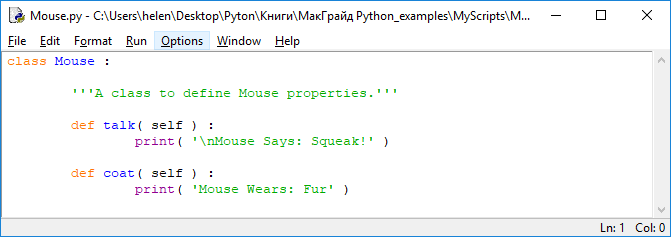 Mouse.py - C:\Users\helen\Desktop\Pyton\Книги\МакГрайд Python_examples\MyScripts\M...
File Edit Format Run Options Window Help
class Mouse :
'''A class to define Mouse properties.'''
def talk( self ) :
print( '\nMouse Says: Squeak!' )
def coat( self ) :
print( 'Mouse Wears: Fur' )
Ln: 1 Col: 0